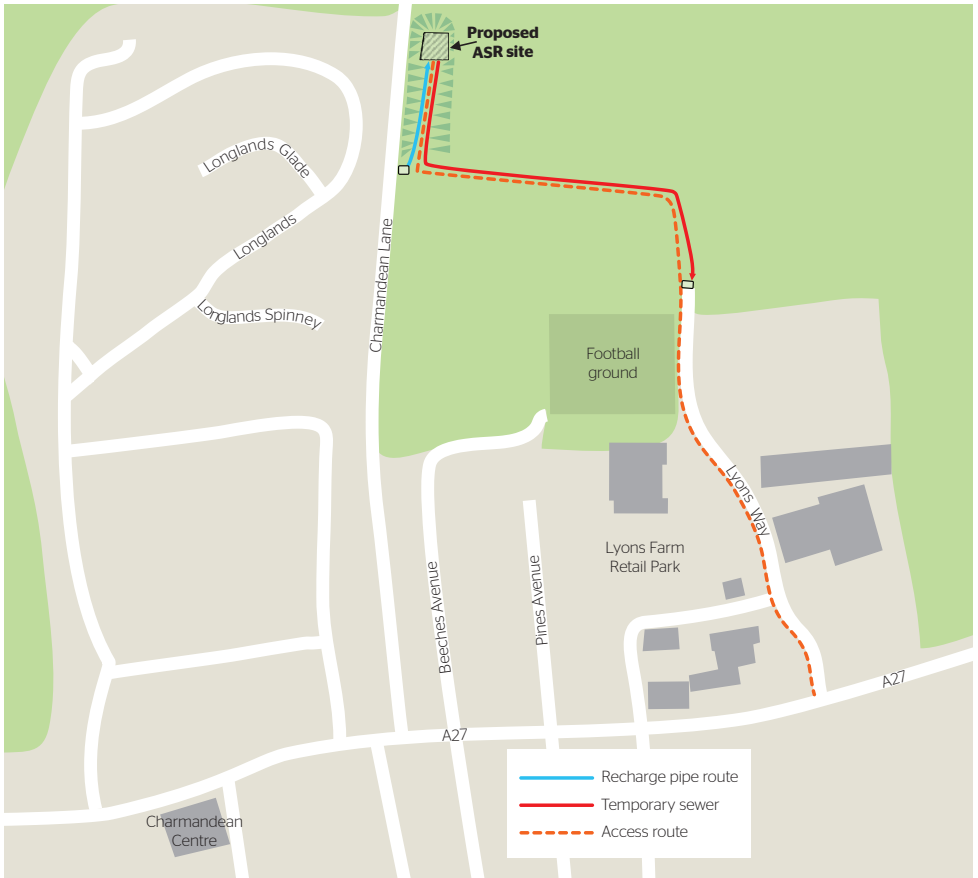 Proposed
ASR site
Longlands Glade
Longlands
Longlands Spinney
Charmandean Lane
Football
ground
Lyons Way
Lyons Farm
Retail Park
Beeches Avenue
Pines Avenue
A27
A27
Charmandean
Centre
Recharge pipe route
Temporary sewer
Access route